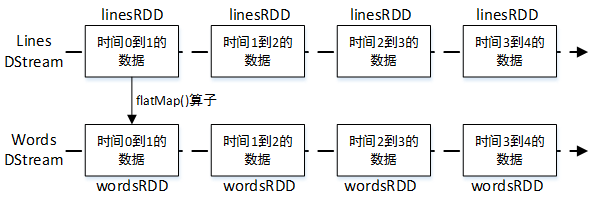 linesRDD linesRDD linesRDD linesRDD
Lines
DStream
时间0到1的
数据
时间1到2的
数据
时间2到3的
数据
时间3到4的
数据
flatMap()算子
Words
DStream
时间0到1的
数据
时间1到2的
数据
时间2到3的
数据
时间3到4的
数据
wordsRDD wordsRDD wordsRDD wordsRDD